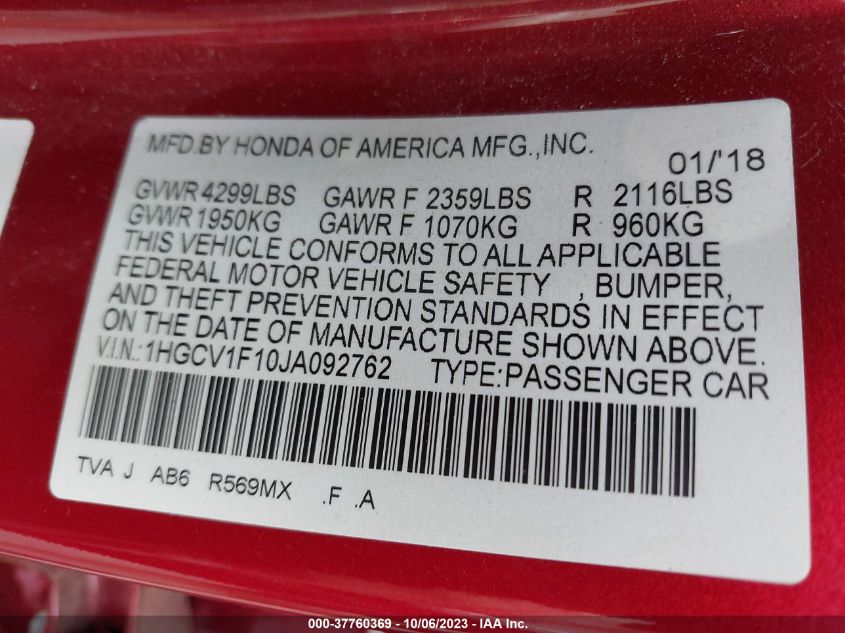 MFD.BY HONDA OF AMERICA MFG.,INC. 01/'18
GVWR 4299LBS GAWR F 2359LBS R 2116LBS
GVWR 1950KG GAWR F 1070KG R 960KG
THIS VEHICLE CONFORMS TO ALL APPLICABLE
FEDERAL MOTOR VEHICLE SAFETY , BUMPER,
AND THEFT PREVENTION STANDARDS IN EFFECT
ON THE DATE OF MANUFACTURE SHOWN ABOVE.
V.I.N.:1HGCV1F10JA092762 TYPE:PASSENGER CAR
TVA J AB6 R569MX .F .A
000-37760369 - 10/06/2023 - IAA Inc.